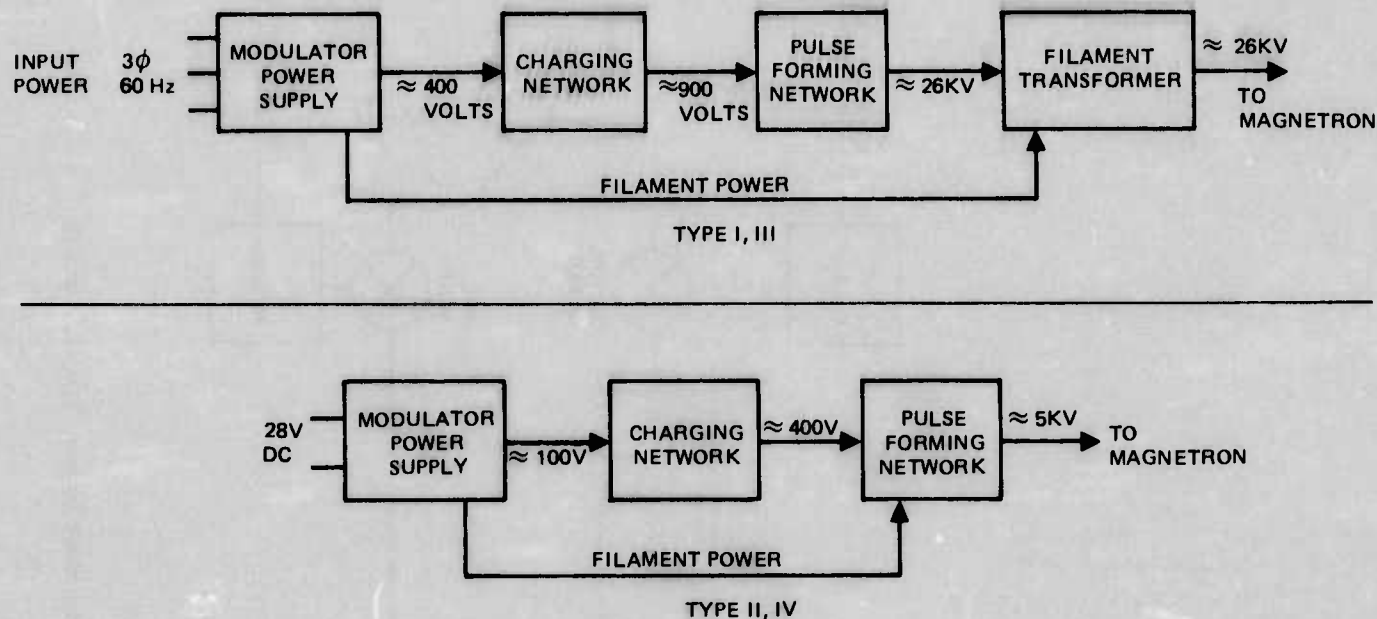 INPUT
POWER
3ϕ
60 Hz
MODULATOR
POWER
SUPPLY
≈ 400
VOLTS
CHARGING
NETWORK
≈900
VOLTS
PULSE
FORMING
NETWORK
≈ 26KV
FILAMENT
TRANSFORMER
≈ 26KV
TO
MAGNETRON
FILAMENT POWER
TYPE I, III
28V
DC
MODULATOR
POWER
SUPPLY
≈ 100V
CHARGING
NETWORK
≈ 400V
PULSE
FORMING
NETWORK
≈ 5KV
TO
MAGNETRON
FILAMENT POWER
TYPE II, IV